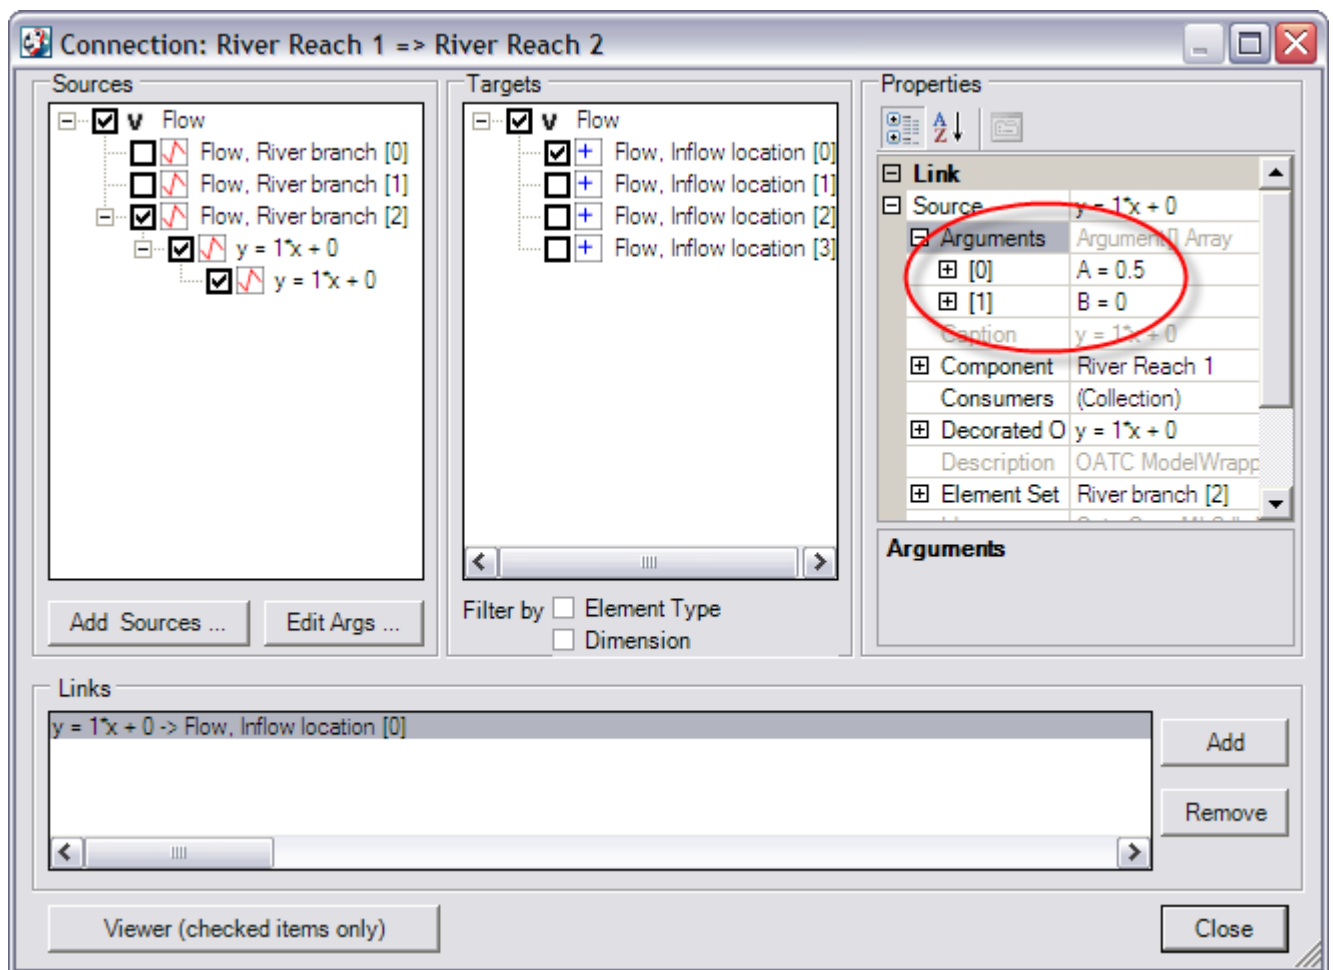 Connection: River Reach 1 => River Reach 2
Sources
Flow
Flow, River branch [0]
Flow, River branch [1]
Flow, River branch [2]
y = 1*x + 0
y = 1*x + 0
Add Sources ...
Edit Args ...
Targets
Flow
Flow, Inflow location [0]
Flow, Inflow location [1]
Flow, Inflow location [2]
Flow, Inflow location [3]
Filter by
Element Type
Dimension
Properties
Link
Source y = 1*x + 0
Arguments Argument[] Array
[0] A = 0.5
[1] B = 0
Caption y = 1*x + 0
Component River Reach 1
Consumers (Collection)
Decorated O y = 1*x + 0
Description OATC ModelWrapp
Element Set River branch [2]
Arguments
Links
y = 1*x + 0 -> Flow, Inflow location [0]
Add
Remove
Viewer (checked items only)
Close